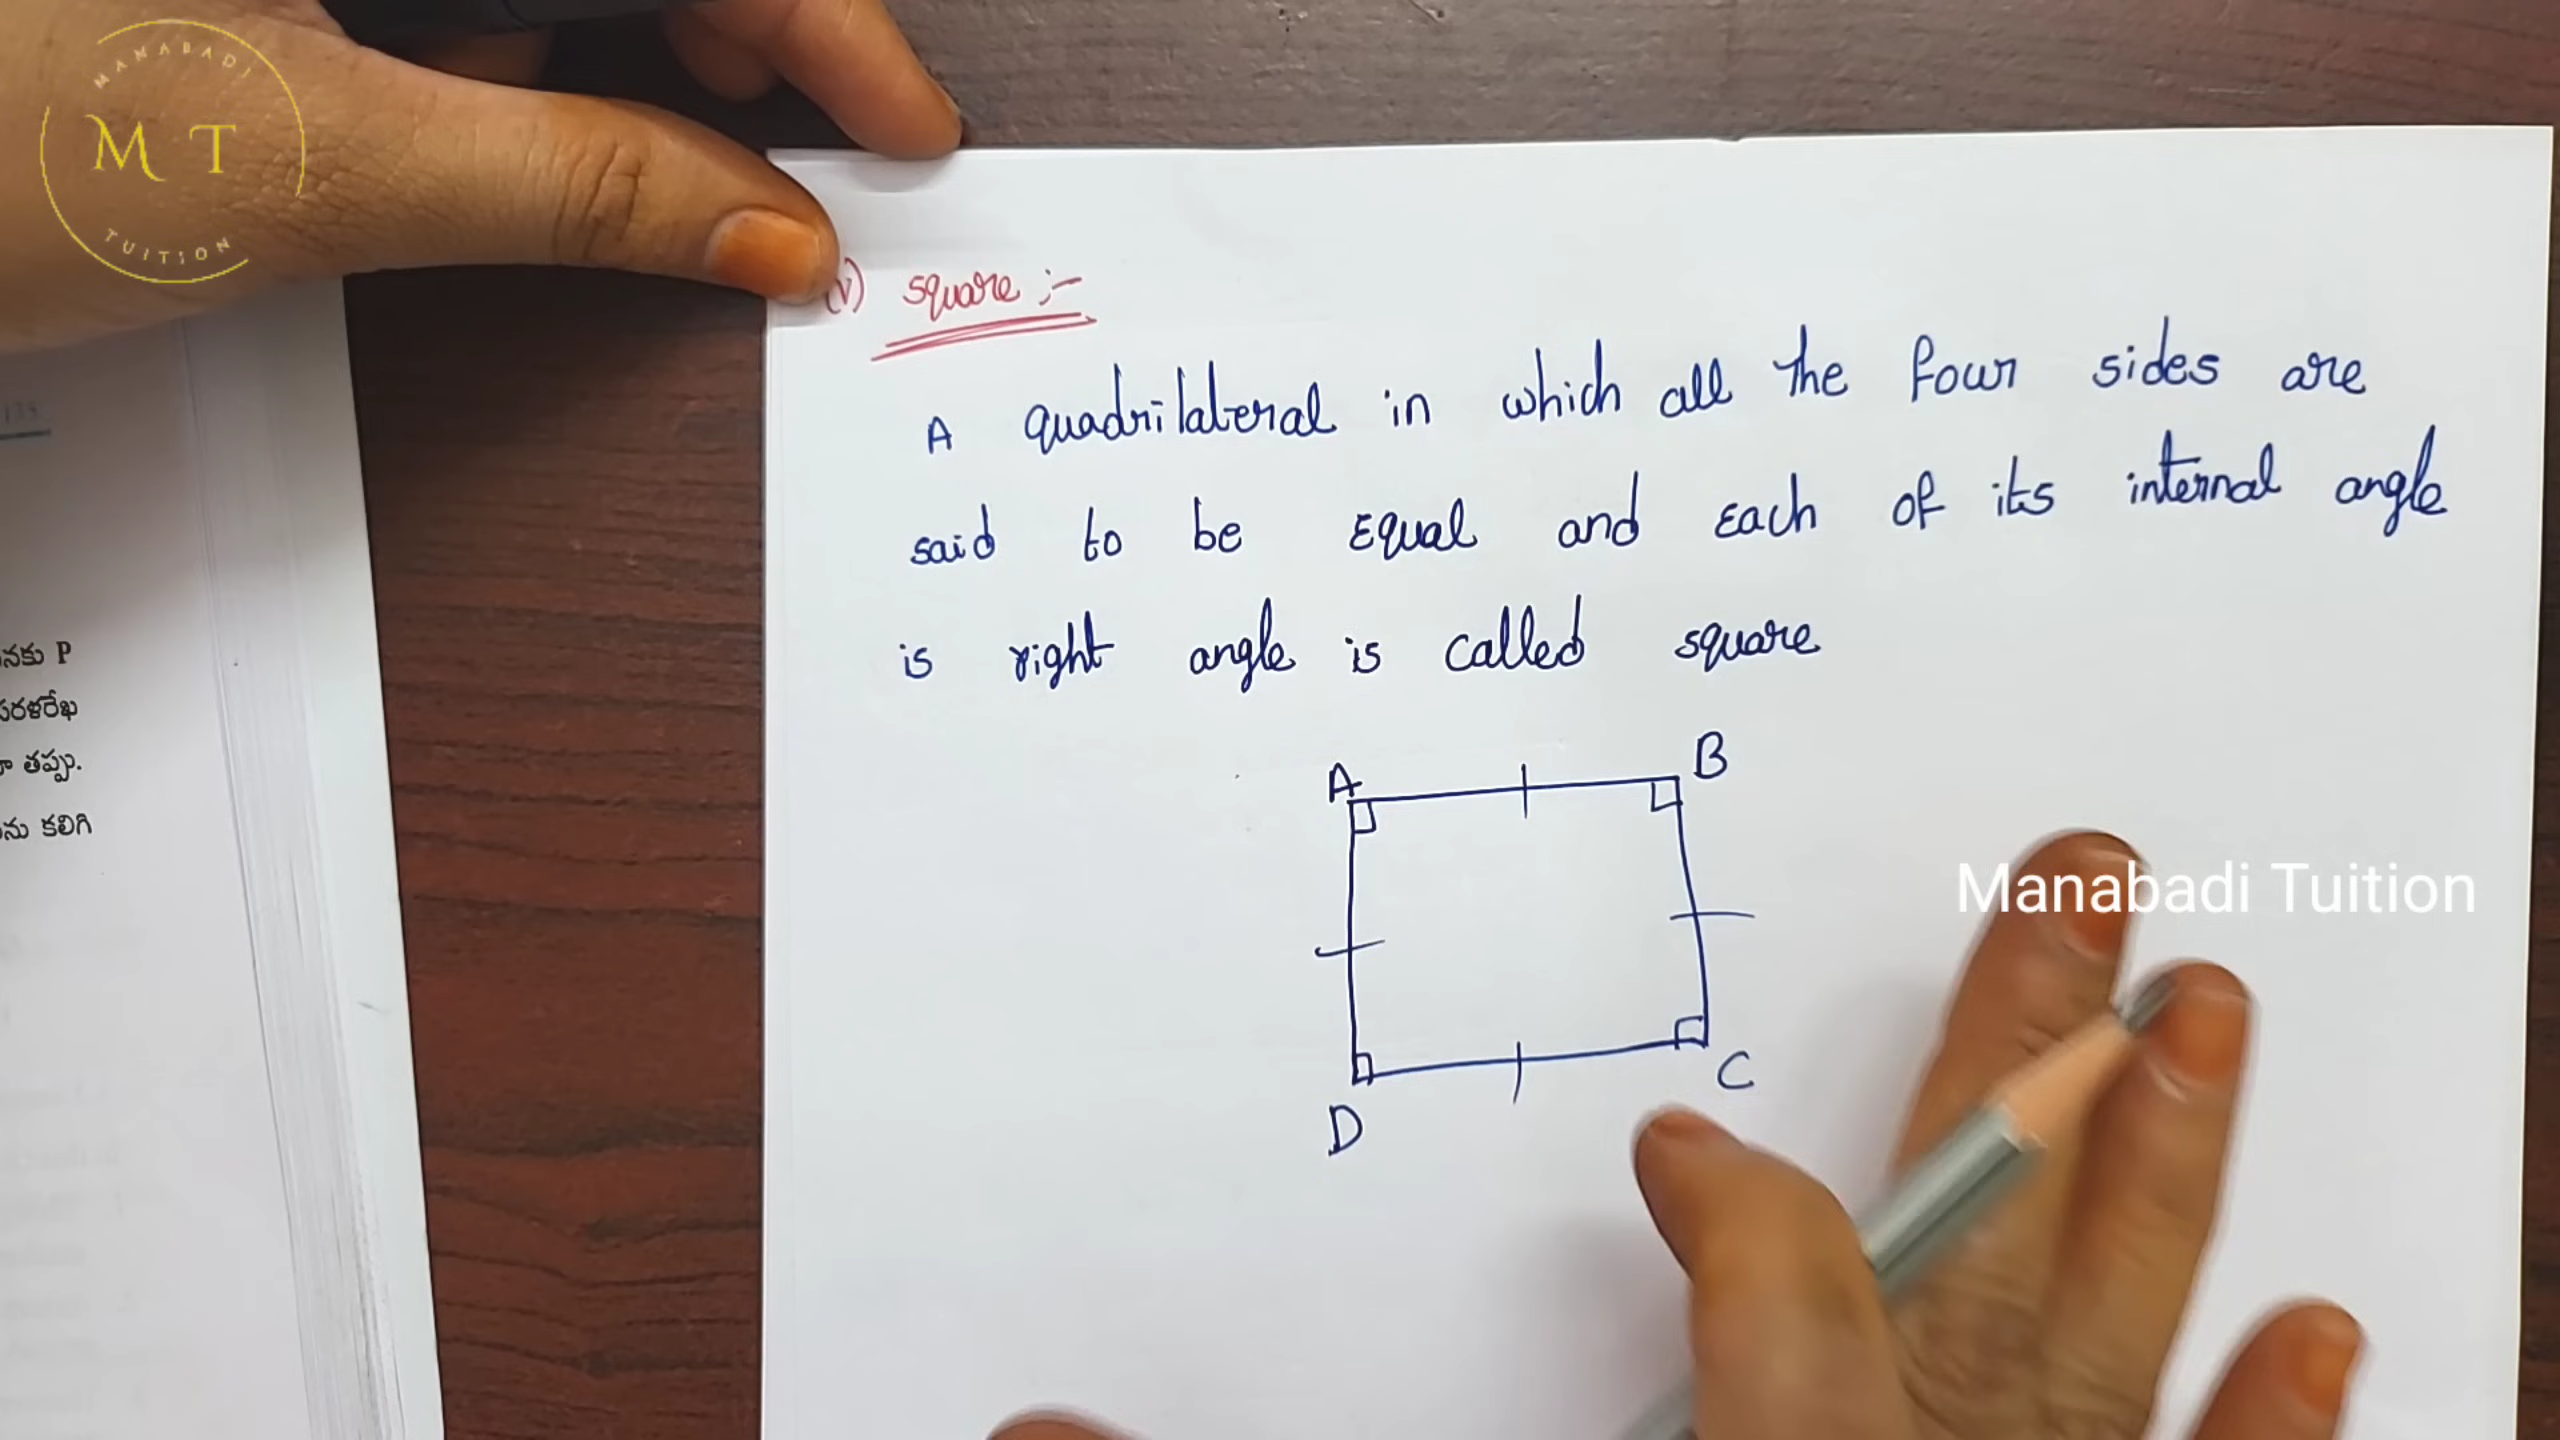 MANABADI
M T
TUITION
134
నకు P
సరళరేఖ
తప్పు.
ను కలిగి
(v) square :-
A quadrilateral in which all the four sides are
said to be Equal and Each of its internal angle
is right angle is called square
A B
D C
Manabadi Tuition